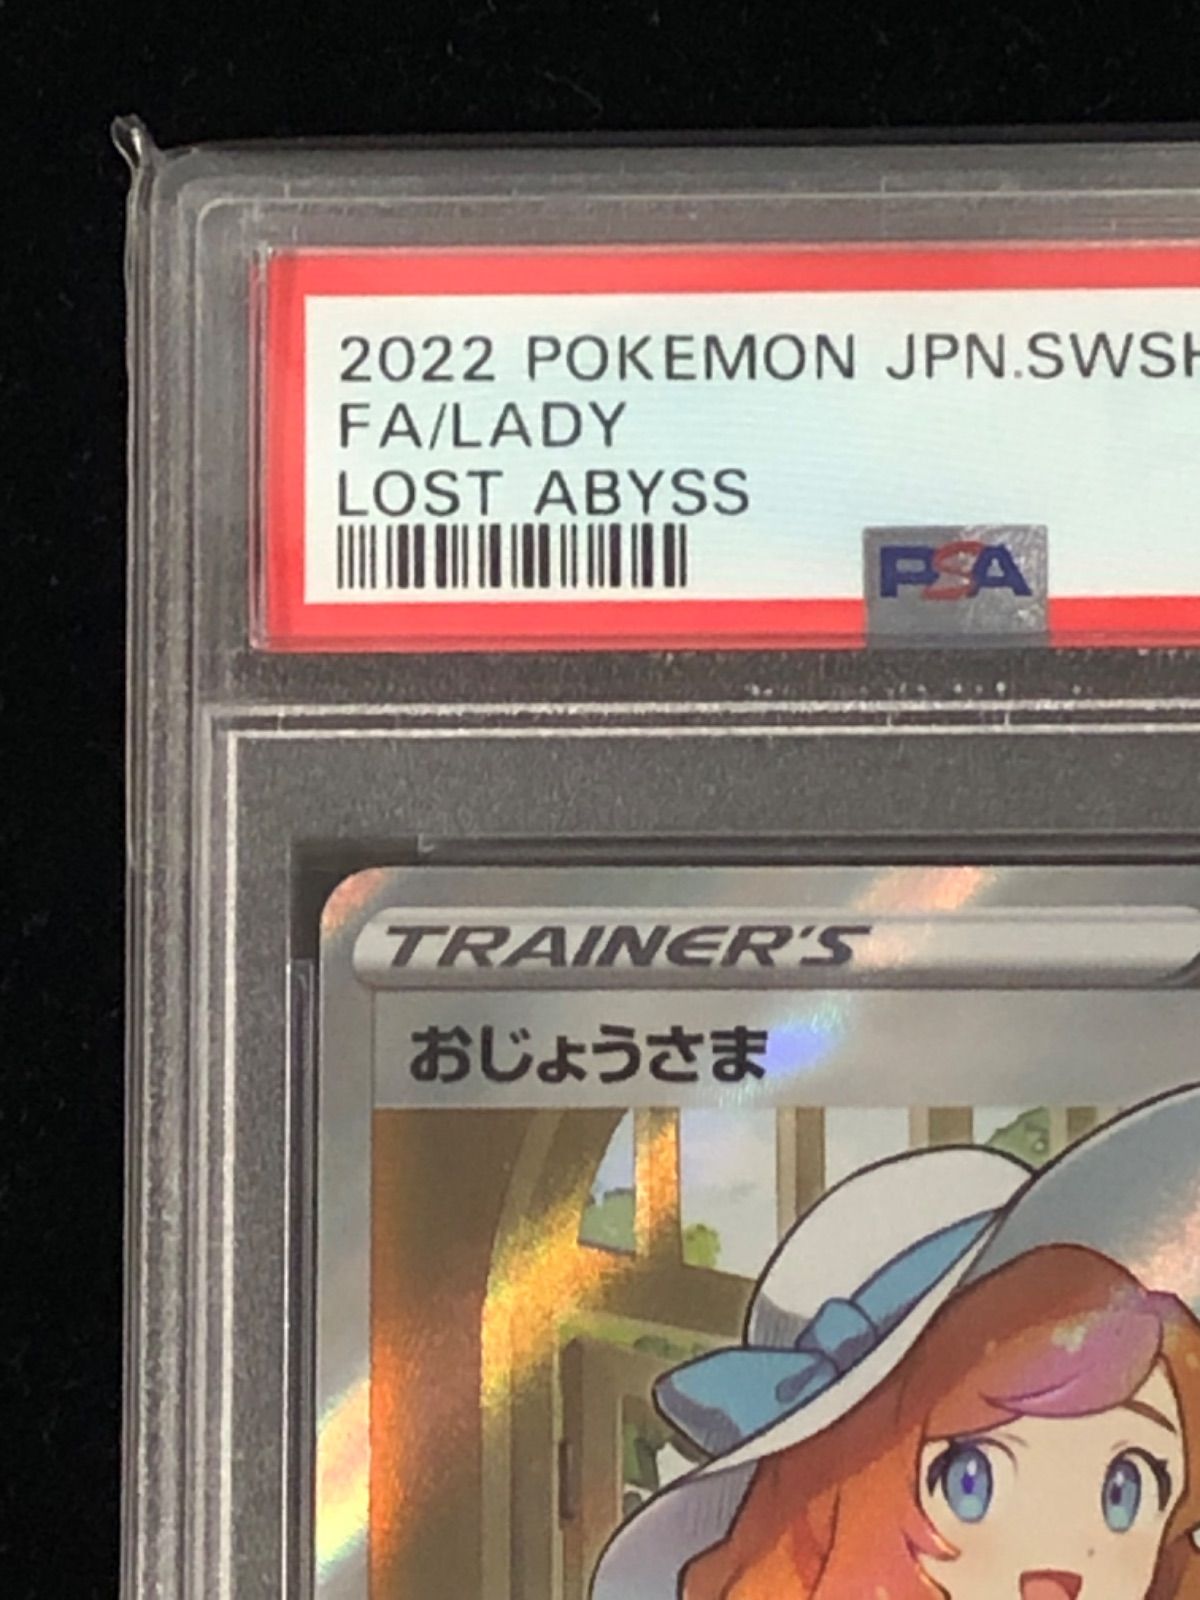 2022 POKEMON JPN.SWSH
FA/LADY
LOST ABYSS
PSA
TRAINER'S
おじょうさま